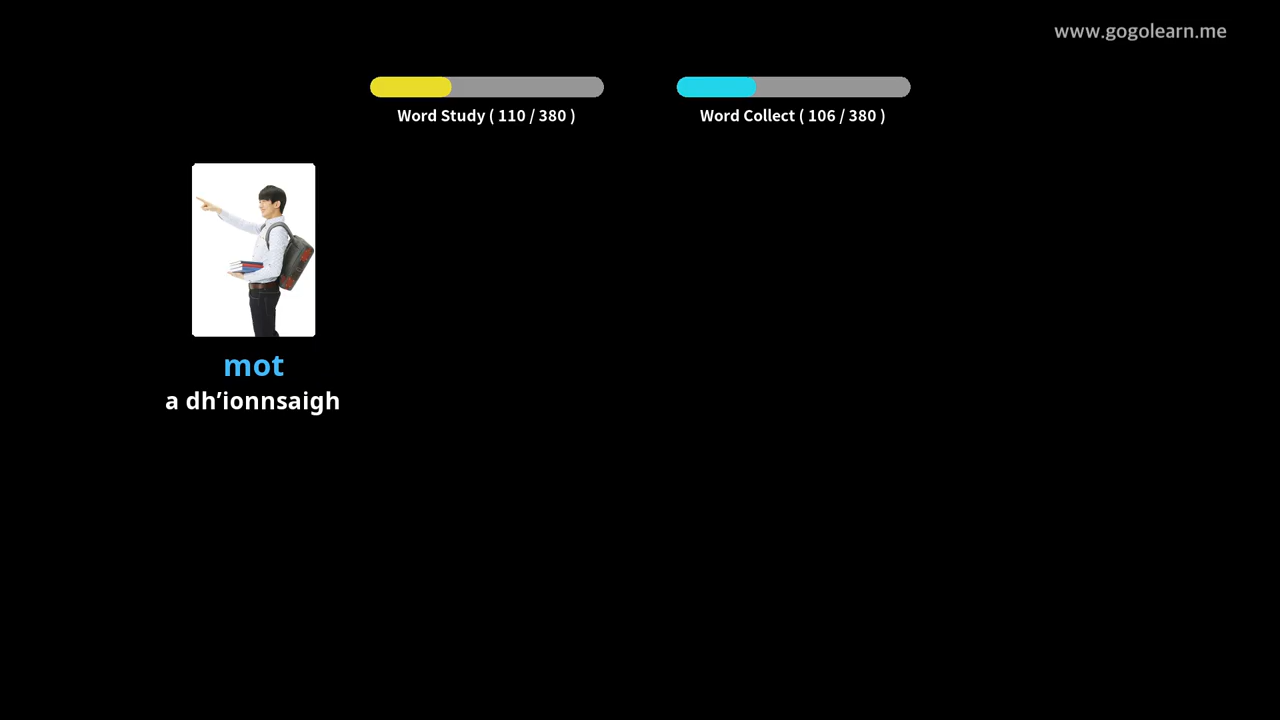 www.gogolearn.me
Word Study ( 110 / 380 )
Word Collect ( 106 / 380 )
mot
a dh’ionnsaigh